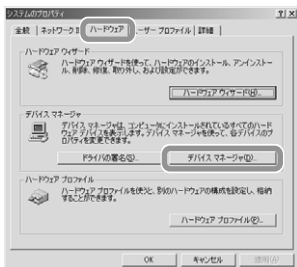 システムのプロパティ
全般 ネットワーク ハードウェア ユーザー プロファイル 詳細
ハードウェア ウィザード
ハードウェア ウィザードを使って、ハードウェアのインストール、アンインストール、削除、修復、取り外し、および設定ができます。
ハードウェア ウィザード(H)...
デバイス マネージャ
デバイス マネージャは、コンピュータにインストールされているすべてのハードウェア デバイスを表示します。デバイス マネージャを使って、各デバイスのプロパティを変更できます。
ドライバの署名(S)... デバイス マネージャ(D)...
ハードウェア プロファイル
ハードウェア プロファイルを使うと、別のハードウェアの構成を設定し、格納することができます。
ハードウェア プロファイル(P)...
OK キャンセル 適用(A)